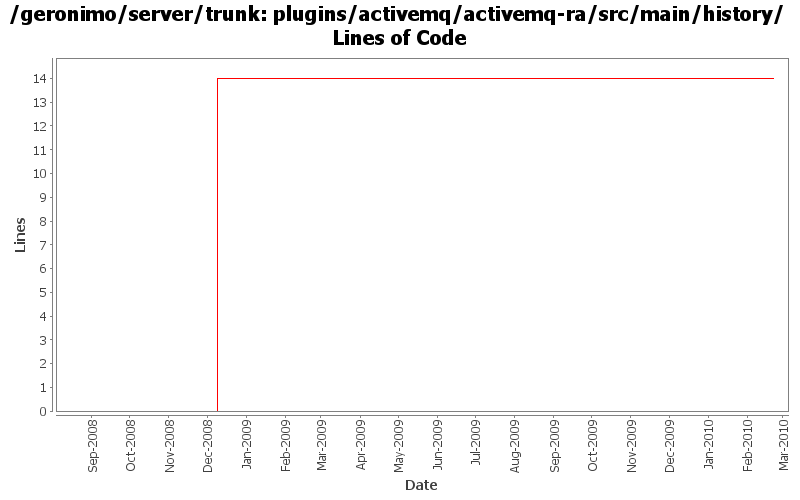 /geronimo/server/trunk: plugins/activemq/activemq-ra/src/main/history/
Lines of Code
14
13
12
11
10
9
8
7
6
5
4
3
2
1
0
Lines
Sep-2008
Oct-2008
Nov-2008
Dec-2008
Jan-2009
Feb-2009
Mar-2009
Apr-2009
May-2009
Jun-2009
Jul-2009
Aug-2009
Sep-2009
Oct-2009
Nov-2009
Dec-2009
Jan-2010
Feb-2010
Mar-2010
Date